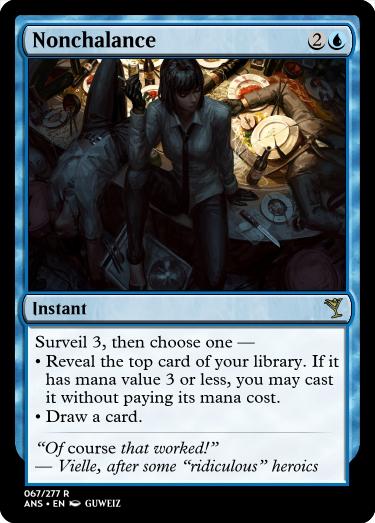 Nonchalance 2
Instant
Surveil 3, then choose one —
• Reveal the top card of your library. If it
has mana value 3 or less, you may cast
it without paying its mana cost.
• Draw a card.
“Of course that worked!”
— Vielle, after some “ridiculous” heroics
067/277 R
ANS • EN GUWEIZ